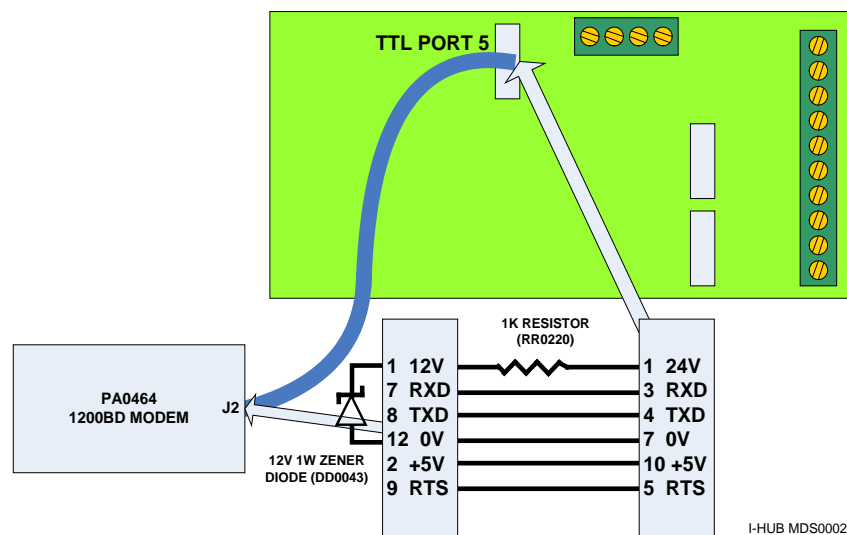 TTL PORT 5
1K RESISTOR
(RR0220)
PA0464
1200BD MODEM
J2
1 12V
7 RXD
8 TXD
12 0V
2 +5V
9 RTS
1 24V
3 RXD
4 TXD
7 0V
10 +5V
5 RTS
12V 1W ZENER
DIODE (DD0043)
I-HUB MDS0002